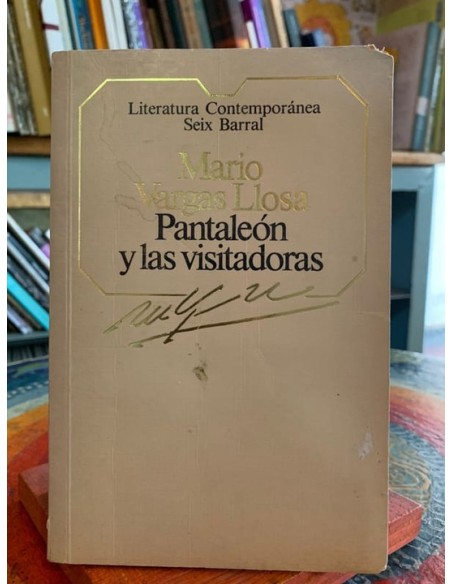 Literatura Contemporánea
Seix Barral
Mario
Vargas Llosa
Pantaleón
y las visitadoras